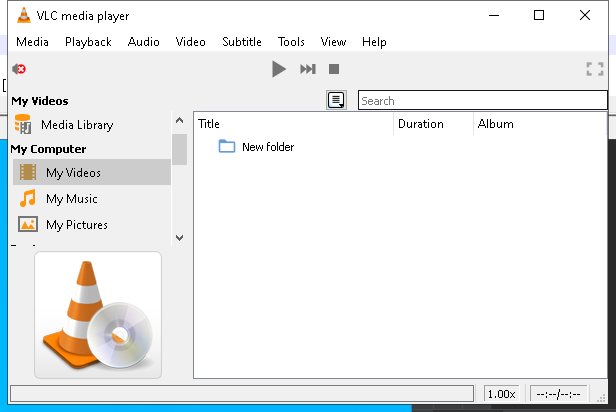 VLC media player
Media Playback Audio Video Subtitle Tools View Help
My Videos
Search
Media Library
My Computer
My Videos
My Music
My Pictures
Title Duration Album
New folder
1.00x --:--/--:--